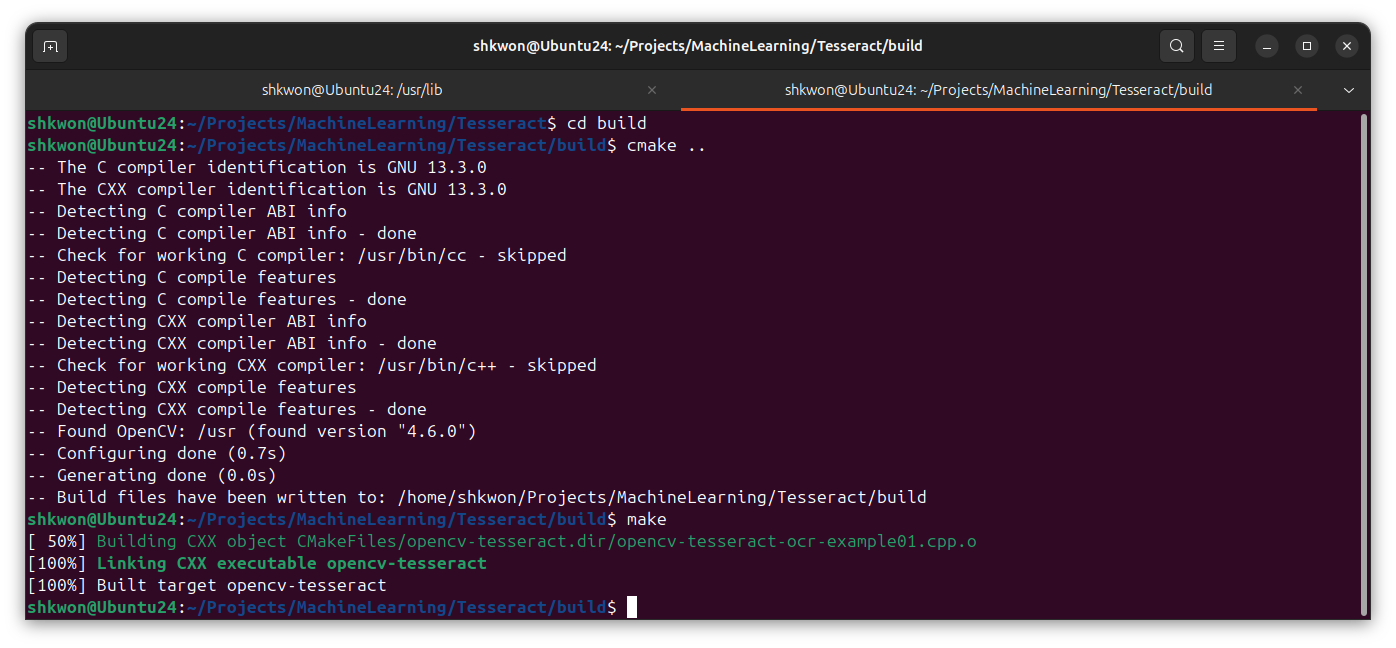 shkwon@Ubuntu24: ~/Projects/MachineLearning/Tesseract/build
shkwon@Ubuntu24: /usr/lib
shkwon@Ubuntu24: ~/Projects/MachineLearning/Tesseract/build
shkwon@Ubuntu24:~/Projects/MachineLearning/Tesseract$ cd build
shkwon@Ubuntu24:~/Projects/MachineLearning/Tesseract/build$ cmake ..
-- The C compiler identification is GNU 13.3.0
-- The CXX compiler identification is GNU 13.3.0
-- Detecting C compiler ABI info
-- Detecting C compiler ABI info - done
-- Check for working C compiler: /usr/bin/cc - skipped
-- Detecting C compile features
-- Detecting C compile features - done
-- Detecting CXX compiler ABI info
-- Detecting CXX compiler ABI info - done
-- Check for working CXX compiler: /usr/bin/c++ - skipped
-- Detecting CXX compile features
-- Detecting CXX compile features - done
-- Found OpenCV: /usr (found version "4.6.0")
-- Configuring done (0.7s)
-- Generating done (0.0s)
-- Build files have been written to: /home/shkwon/Projects/MachineLearning/Tesseract/build
shkwon@Ubuntu24:~/Projects/MachineLearning/Tesseract/build$ make
[ 50%] Building CXX object CMakeFiles/opencv-tesseract.dir/opencv-tesseract-ocr-example01.cpp.o
[100%] Linking CXX executable opencv-tesseract
[100%] Built target opencv-tesseract
shkwon@Ubuntu24:~/Projects/MachineLearning/Tesseract/build$